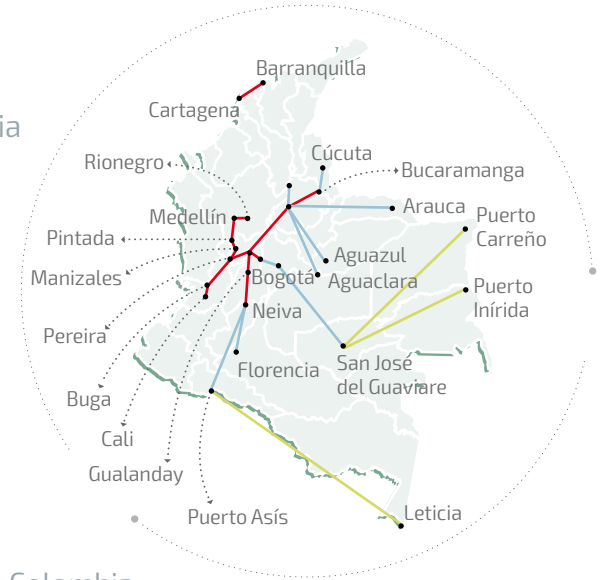 Barranquilla
Cartagena
ia
Cúcuta
Rionegro
Bucaramanga
Medellín
Arauca
Puerto
Carreño
Pintada
Aguazul
Manizales
Bogotá
Aguaclara
Puerto
Inírida
Neiva
Pereira
Florencia
San José
del Guaviare
Buga
Cali
Gualanday
Puerto Asís
Leticia